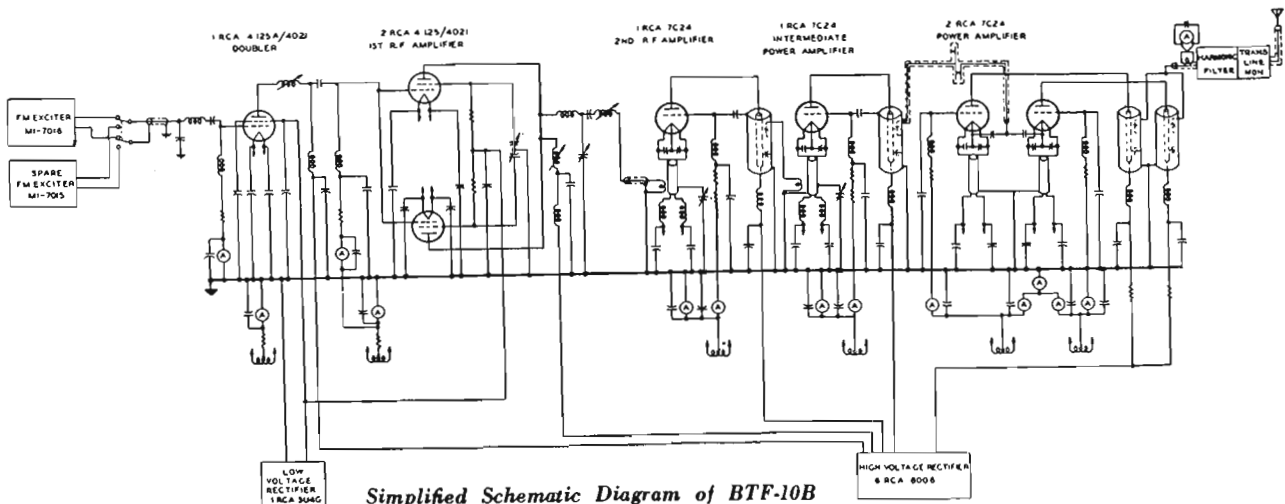 1 RCA 4 125A/4021
DOUBLER
2 RCA 4 125/4021
1ST R.F AMPLIFIER
1 RCA 7C24
2ND R F AMPLIFIER
1 RCA 7C24
INTERMEDIATE
POWER AMPLIFIER
2 RCA 7C24
POWER AMPLIFIER
A
A
HARMONIC
FILTER
TRANS
LINE
MON
FM EXCITER
MI-7016
SPARE
FM EXCITER
MI-7015
A
A
A
A
A
A
A
A
A
A
A
A
A
A
LOW
VOLTAGE
RECTIFIER
1 RCA 5U4G
HIGH VOLTAGE RECTIFIER
6 RCA 8008
Simplified Schematic Diagram of BTF-10B